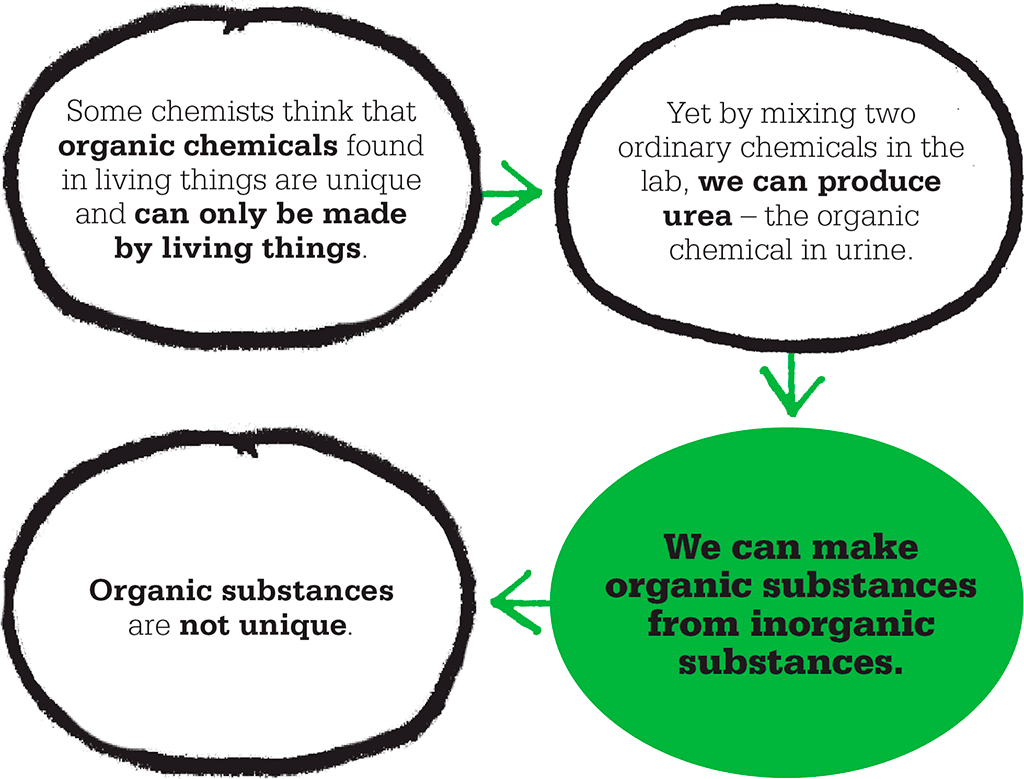 Some chemists think that
organic chemicals found
in living things are unique
and can only be made
by living things.
Yet by mixing two
ordinary chemicals in the
lab, we can produce
urea – the organic
chemical in urine.
We can make
organic substances
from inorganic
substances.
Organic substances
are not unique.